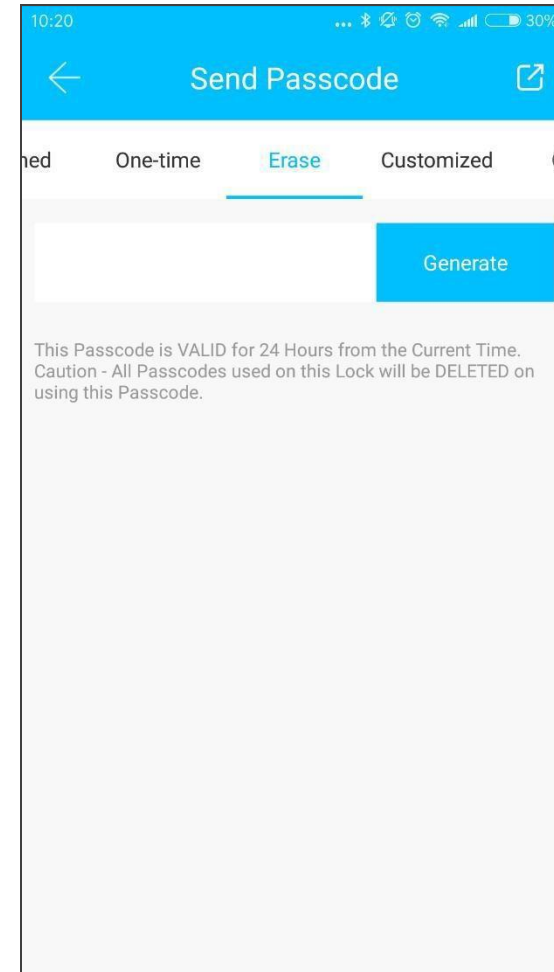 10:20 ... 30%
Send Passcode
ned One-time Erase Customized
Generate
This Passcode is VALID for 24 Hours from the Current Time.
Caution - All Passcodes used on this Lock will be DELETED on
using this Passcode.